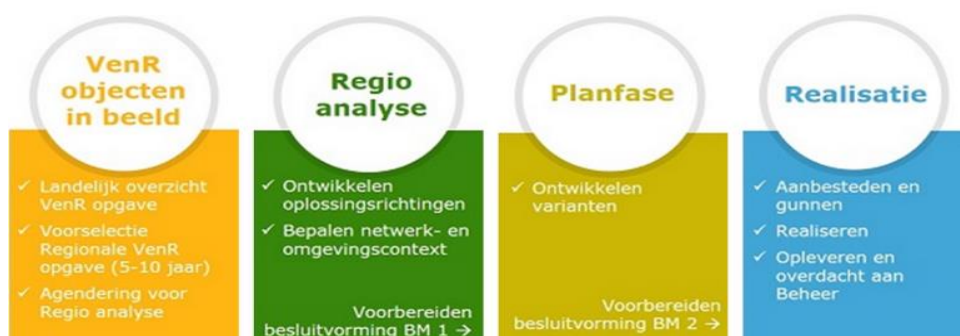 VenR
objecten
in beeld
✓ Landelijk overzicht
VenR opgave
✓ Voorselectie
Regionale VenR
opgave (5-10 jaar)
✓ Agendering voor
Regio analyse
Regio
analyse
✓ Ontwikkelen
oplossingsrichtingen
✓ Bepalen netwerk- en
omgevingscontext
Voorbereiden
besluitvorming BM 1 →
Planfase
✓ Ontwikkelen
varianten
Voorbereiden
besluitvorming BM 2 →
Realisatie
✓ Aanbesteden en
gunnen
✓ Realiseren
✓ Opleveren en
overdacht aan
Beheer